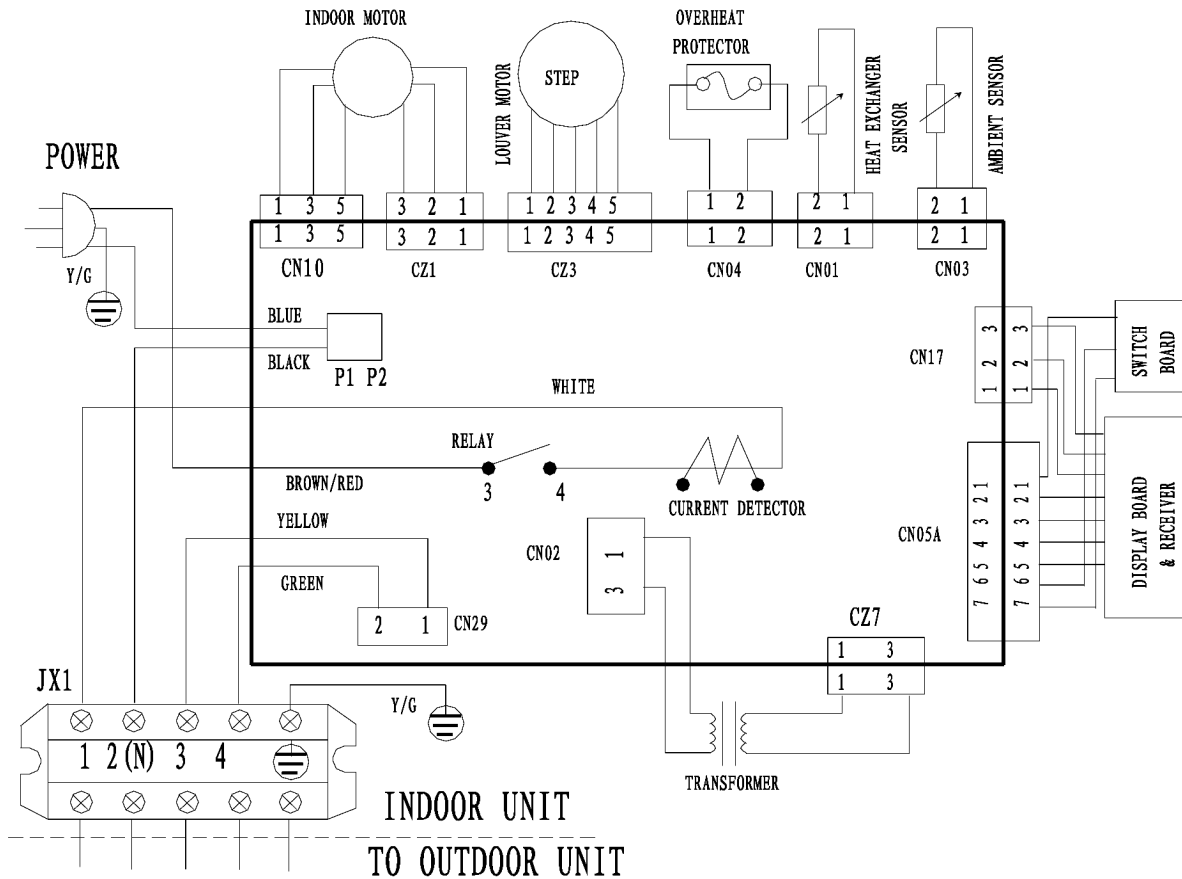 INDOOR MOTOR
LOUVER MOTOR
STEP
OVERHEAT
PROTECTOR
HEAT EXCHANGER
SENSOR
AMBIENT SENSOR
POWER
Y/G
1 3 5
1 3 5
CN10
3 2 1
3 2 1
CZ1
1 2 3 4 5
1 2 3 4 5
CZ3
1 2
1 2
CN04
2 1
2 1
CN01
2 1
2 1
CN03
BLUE
BLACK
P1 P2
CN17
1 2 3
1 2 3
SWITCH
BOARD
WHITE
RELAY
3
4
BROWN/RED
CURRENT DETECTOR
YELLOW
GREEN
2 1
CN29
CN02
3 1
CN05A
7 6 5 4 3 2 1
7 6 5 4 3 2 1
DISPLAY BOARD
& RECEIVER
CZ7
1 3
1 3
TRANSFORMER
JX1
Y/G
1 2(N) 3 4
INDOOR UNIT
TO OUTDOOR UNIT